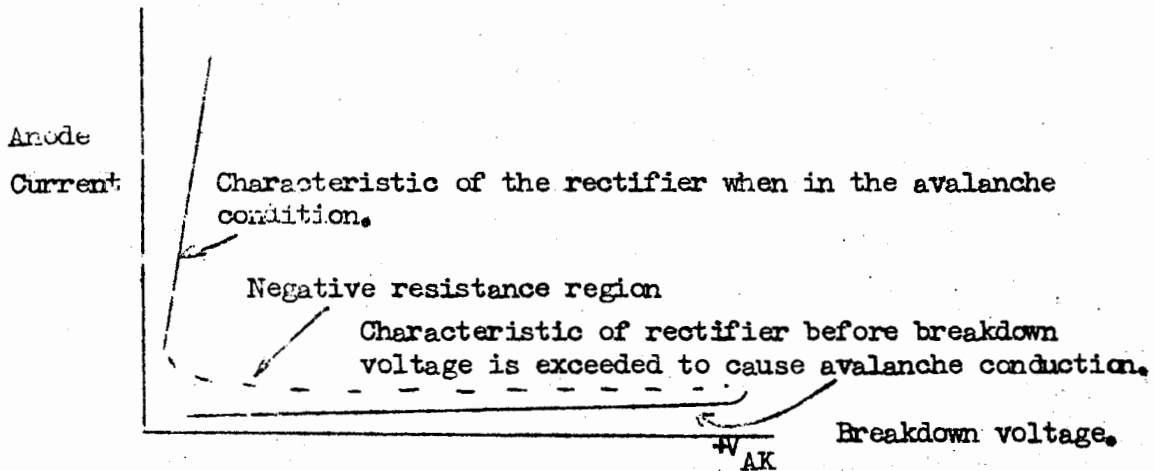 Anode
Current
Characteristic of the rectifier when in the avalanche
condition.
Negative resistance region
Characteristic of rectifier before breakdown
voltage is exceeded to cause avalanche conduction.
+V AK
Breakdown voltage.